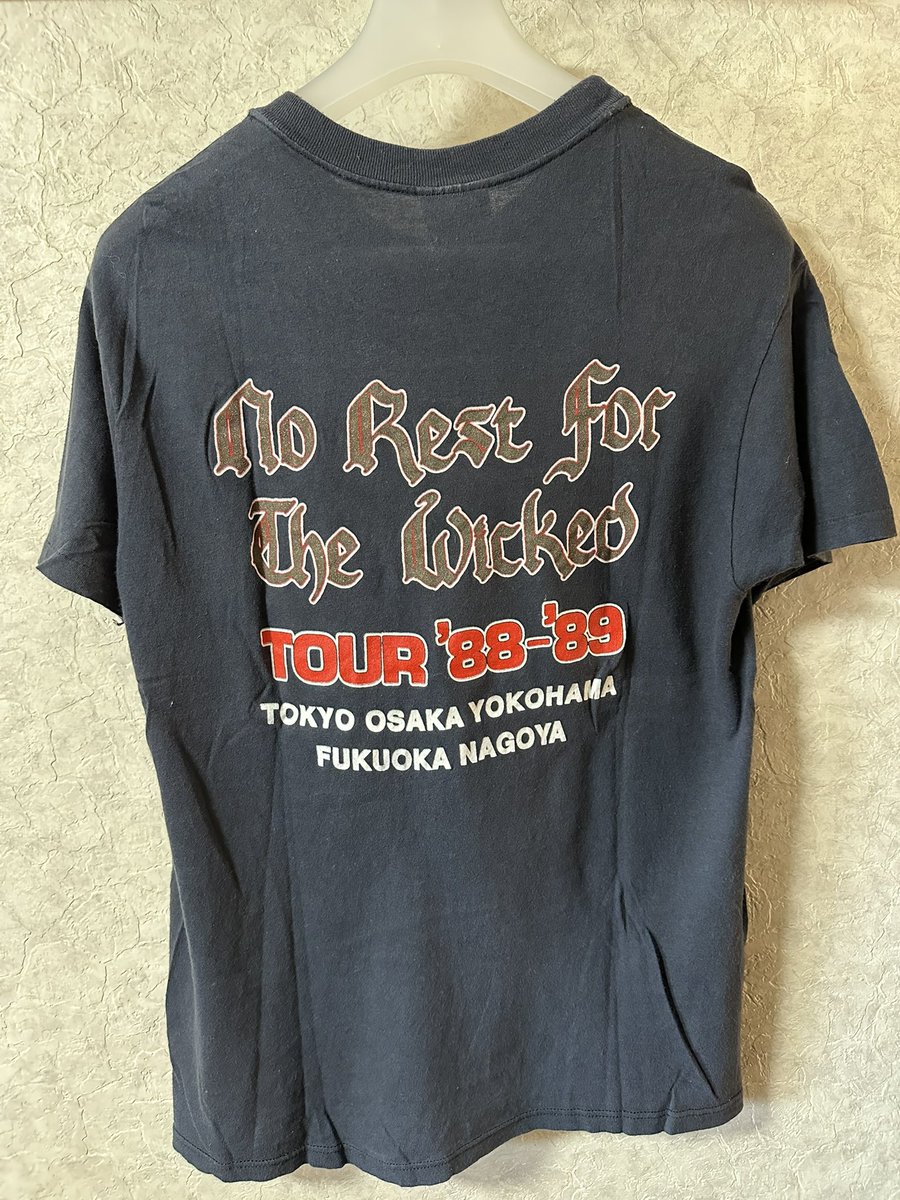 No Rest for
The Wicked
TOUR '88-'89
TOKYO OSAKA YOKOHAMA
FUKUOKA NAGOYA